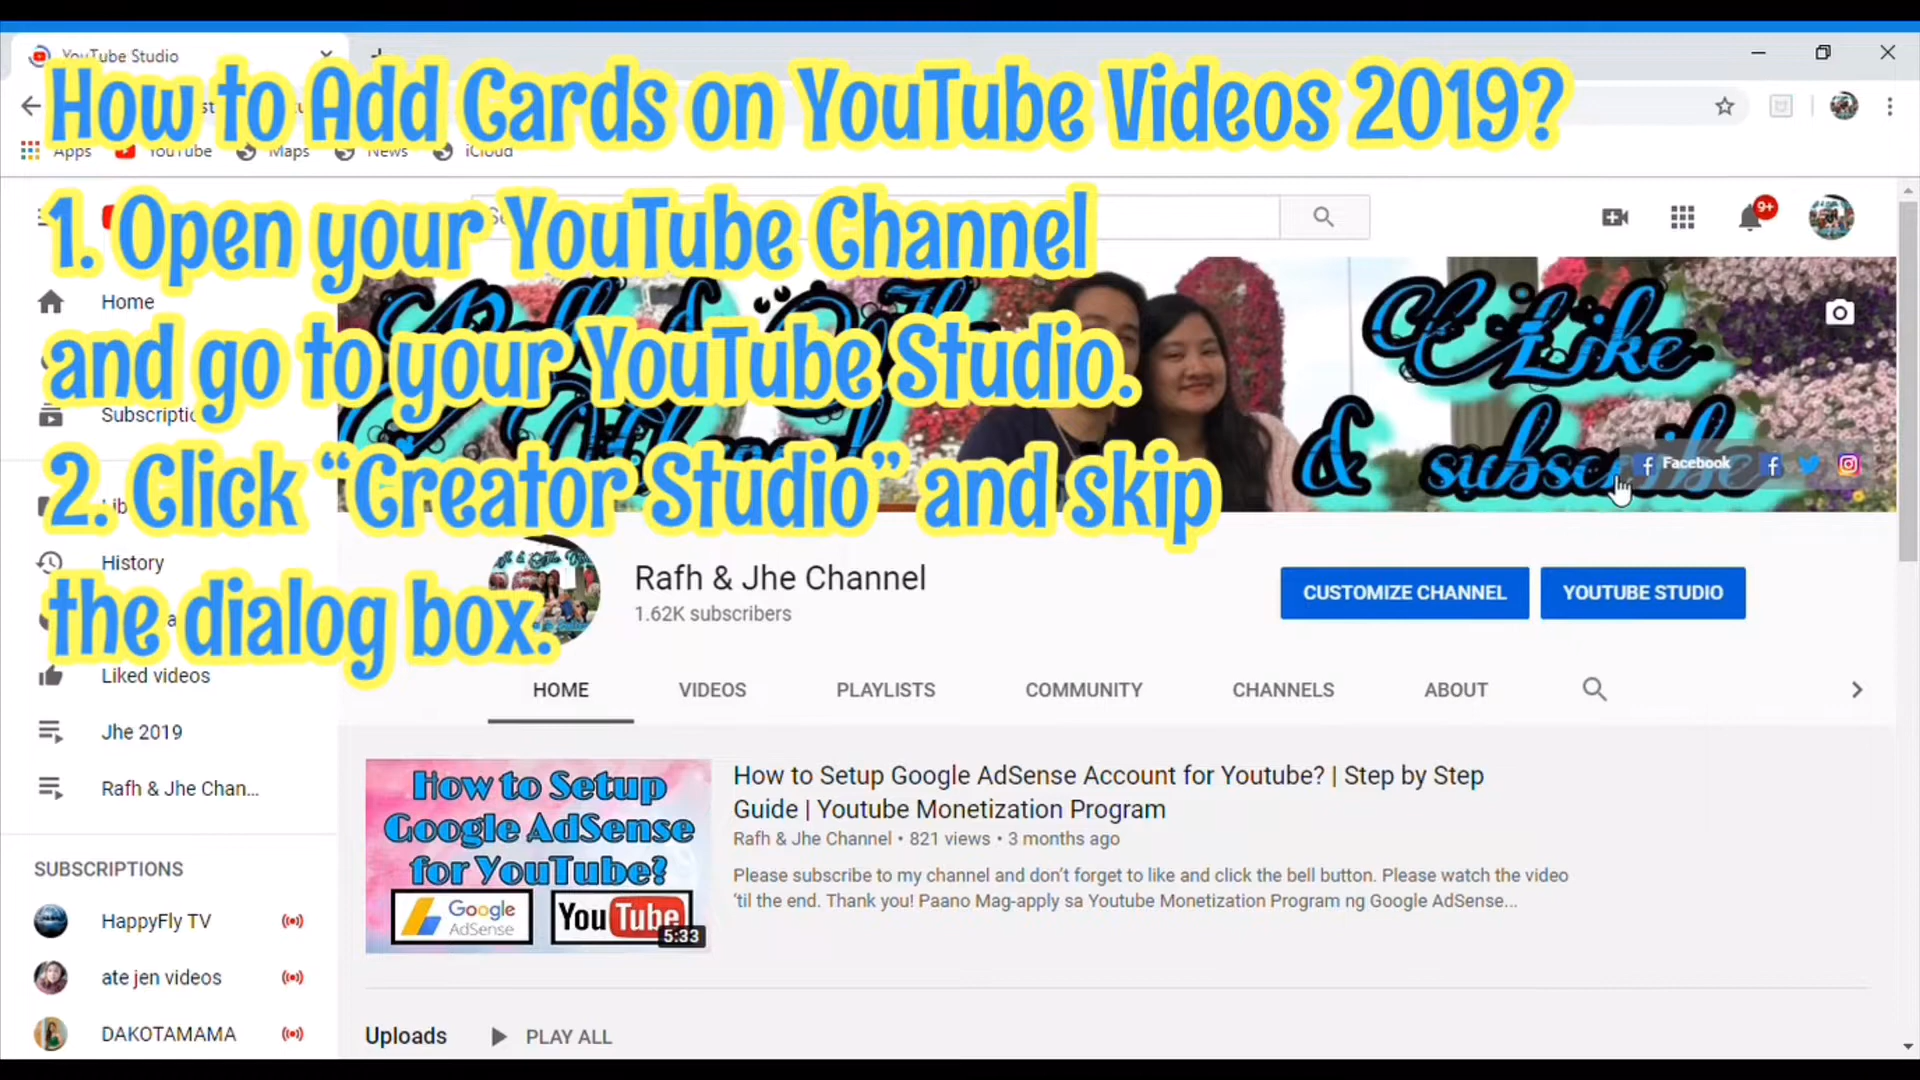 YouTube Studio
How to Add Cards on YouTube Videos 2019?
Apps YouTube Maps News iCloud
1. Open your YouTube Channel
and go to your YouTube Studio.
2. Click “Creator Studio” and skip
the dialog box.
9+
Home
History
Liked videos
Jhe 2019
Rafh & Jhe Chan...
SUBSCRIPTIONS
HappyFly TV
ate jen videos
DAKOTAMAMA
Like
& subscribe
Facebook
Rafh & Jhe Channel
1.62K subscribers
CUSTOMIZE CHANNEL YOUTUBE STUDIO
HOME VIDEOS PLAYLISTS COMMUNITY CHANNELS ABOUT
How to Setup
Google AdSense
for YouTube?
Google
AdSense
YouTube
5:33
How to Setup Google AdSense Account for Youtube? | Step by Step
Guide | Youtube Monetization Program
Rafh & Jhe Channel • 821 views • 3 months ago
Please subscribe to my channel and don't forget to like and click the bell button. Please watch the video
'til the end. Thank you! Paano Mag-apply sa Youtube Monetization Program ng Google AdSense...
Uploads PLAY ALL